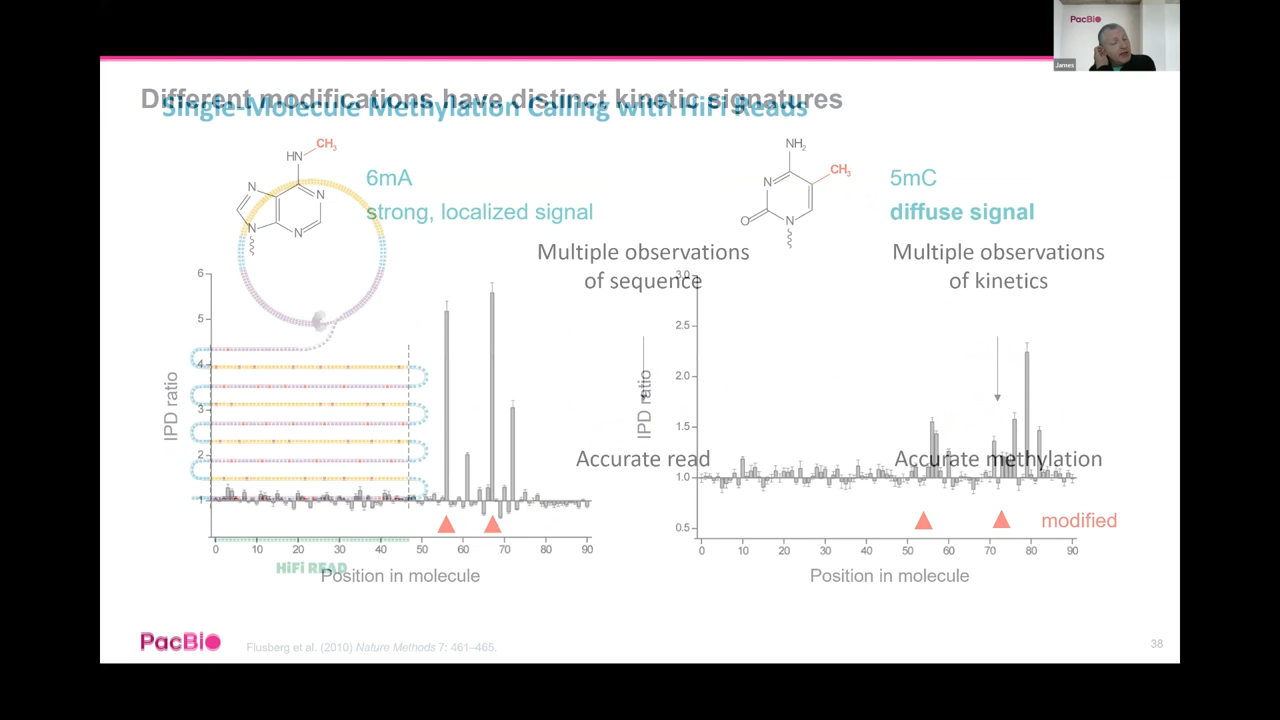 PacBio
James
Different modifications have distinct kinetic signatures
Single-Molecule Methylation Calling with HiFi Reads
HN
CH3
N
N
N
N
6mA
strong, localized signal
NH2
CH3
N
O
N
5mC
diffuse signal
Multiple observations
of sequence
Multiple observations
of kinetics
6
5
4
3
2
1
IPD ratio
0 10 20 30 40 50 60 70 80 90
HiFi READ
Position in molecule
3.0
2.5
2.0
1.5
1.0
0.5
IPD ratio
Accurate read
Accurate methylation
modified
0 10 20 30 40 50 60 70 80 90
Position in molecule
PacBio
Flusberg et al. (2010) Nature Methods 7: 461–465.
38